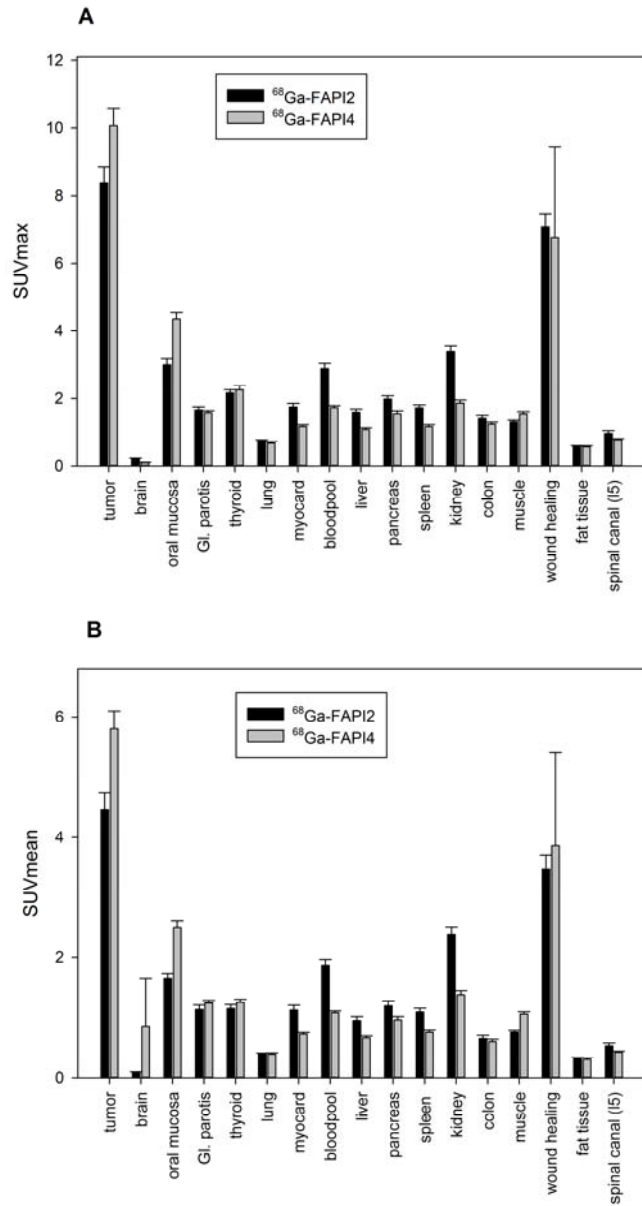 A
12
10
8
6
4
2
0
SUVmax
⁶⁸Ga-FAPI2
⁶⁸Ga-FAPI4
tumor
brain
oral muccsa
Gl. parotis
thyroid
lung
myocard
bloodpool
liver
pancreas
spleen
kidney
colon
muscle
wound healing
fat tissue
spinal canal (l5)
B
6
4
2
0
SUVmean
⁶⁸Ga-FAPI2
⁶⁸Ga-FAPI4
tumor
brain
oral mucosa
Gl. parotis
thyroid
lung
myocard
bloodpool
liver
pancreas
spleen
kidney
colon
muscle
wound healing
fat tissue
spinal canal (l5)